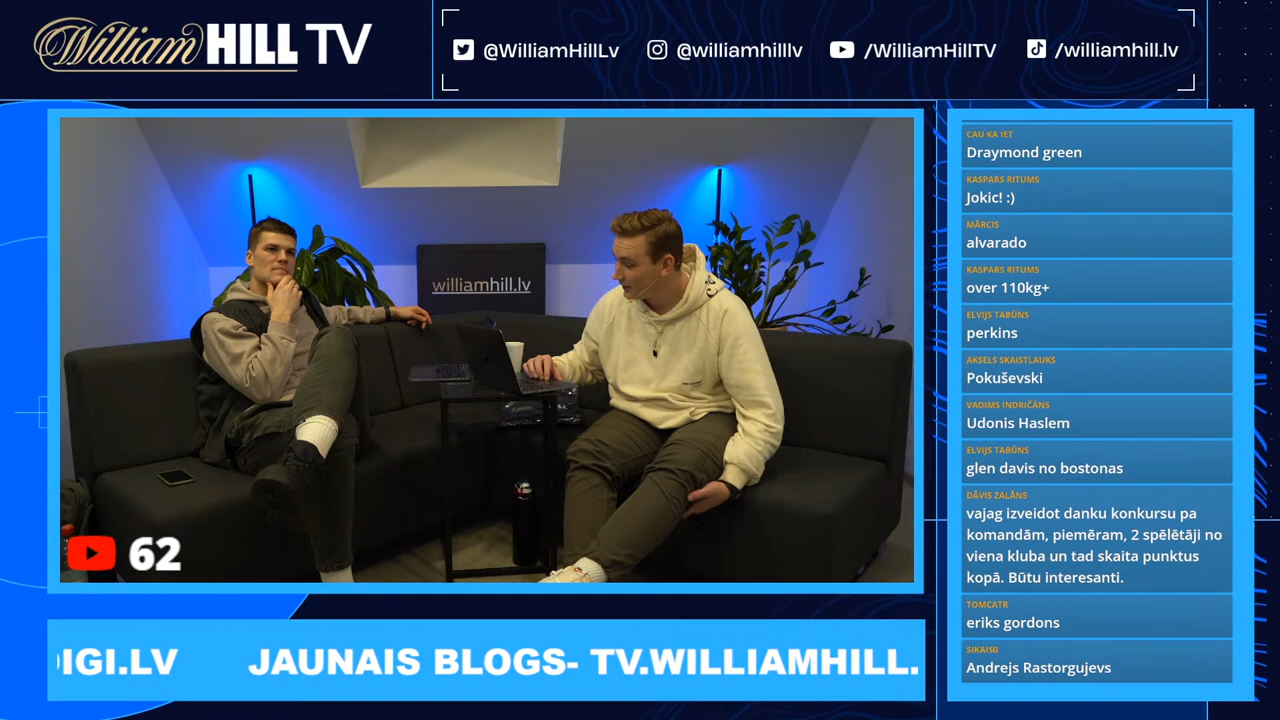 William HILL TV
@WilliamHillLv
@williamhilllv
/WilliamHillTV
/williamhill.lv
williamhill.lv
62
CAU KA IET
Draymond green
KASPARS RITUMS
Jokic! :)
MĀRCIS
alvarado
KASPARS RITUMS
over 110kg+
ELVIJS TABŪNS
perkins
AKSELS SKAISTLAUKS
Pokuševski
VADIMS INDRIČĀNS
Udonis Haslem
ELVIJS TABŪNS
glen davis no bostonas
DĀVIS ZALĀNS
vajag izveidot danku konkursu pa
komandām, piemēram, 2 spēlētāji no
viena kluba un tad skaita punktus
kopā. Būtu interesanti.
TOMCATR
eriks gordons
SIKAIS0
Andrejs Rastorgujevs
IGI.LV JAUNAIS BLOGS- TV.WILLIAMHILL.